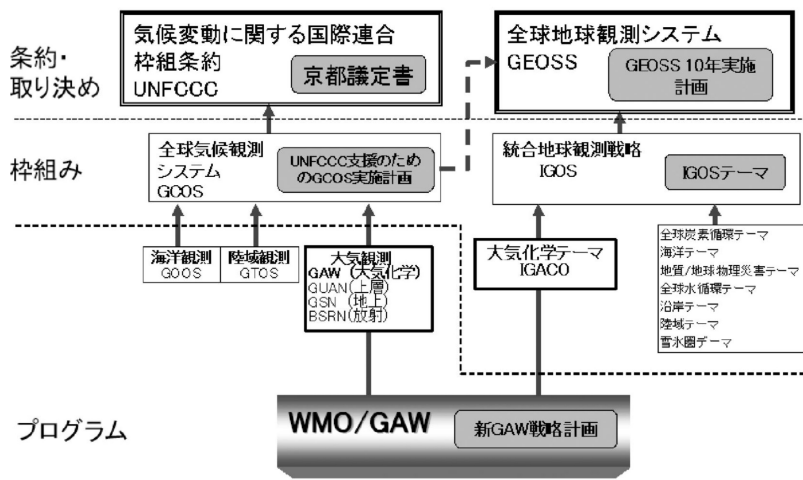 条約・
取り決め
気候変動に関する国際連合
枠組条約
UNFCCC
京都議定書
全球地球観測システム
GEOSS
GEOSS 10年実施
計画
枠組み
全球気候観測
システム
GCOS
UNFCCC支援のため
のGCOS実施計画
統合地球観測戦略
IGOS
IGOSテーマ
海洋観測
GOOS
陸域観測
GTOS
大気観測
GAW (大気化学)
GUAN(上層)
GSN (地上)
BSRN(放射)
大気化学テーマ
IGACO
全球炭素循環テーマ
海洋テーマ
地質/地球物理災害テーマ
全球水循環テーマ
沿岸テーマ
陸域テーマ
雪氷圏テーマ
プログラム
WMO/GAW
新GAW戦略計画